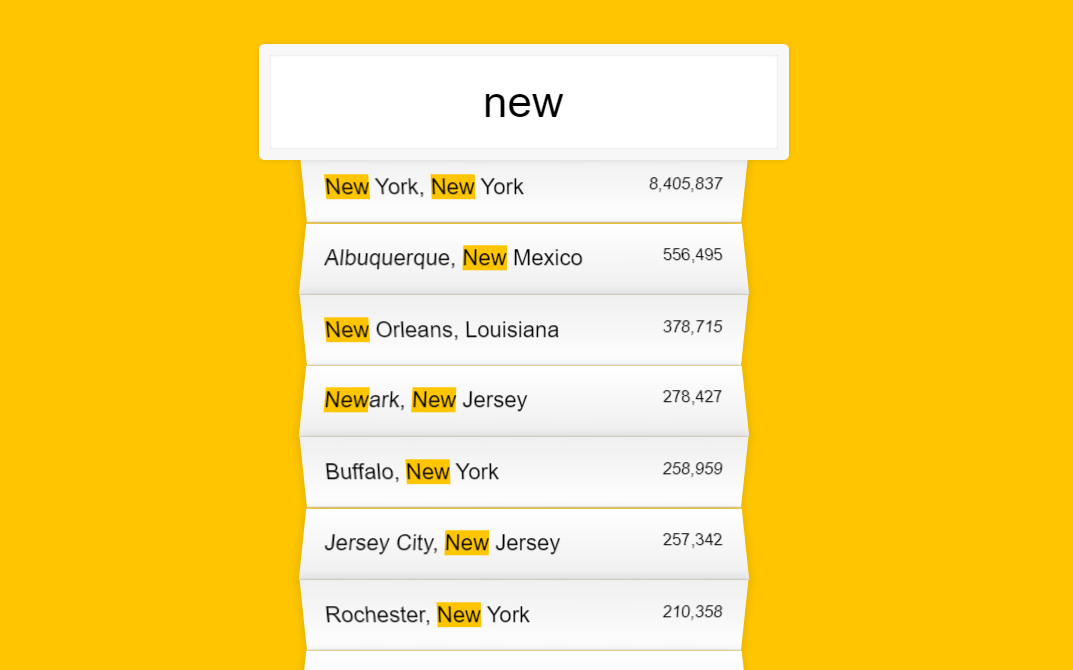 new
New York, New York 8,405,837
Albuquerque, New Mexico 556,495
New Orleans, Louisiana 378,715
Newark, New Jersey 278,427
Buffalo, New York 258,959
Jersey City, New Jersey 257,342
Rochester, New York 210,358